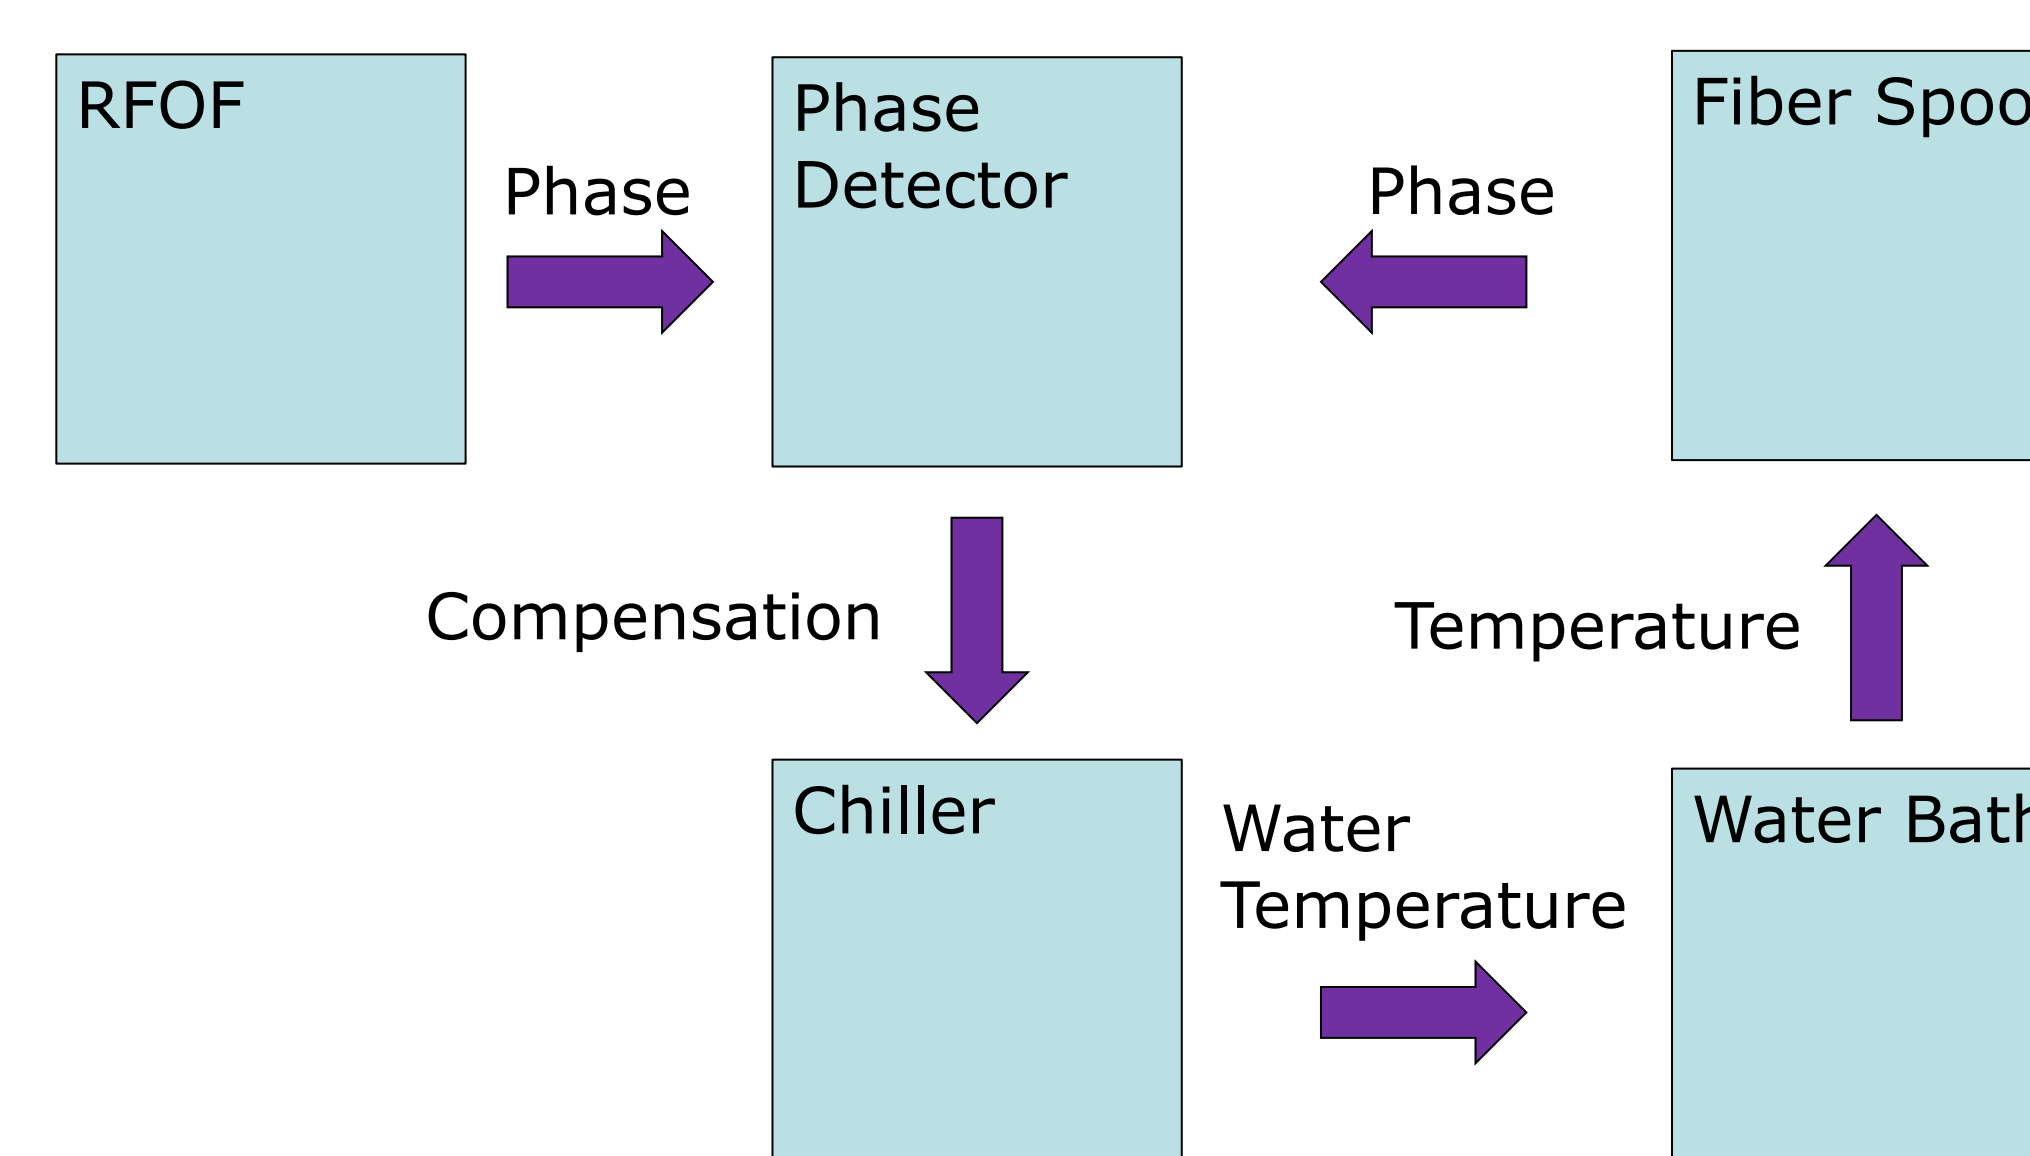 RFOF
Phase
Phase
Detector
Phase
Fiber Spoo
Compensation
Temperature
Chiller
Water
Temperature
Water Bath